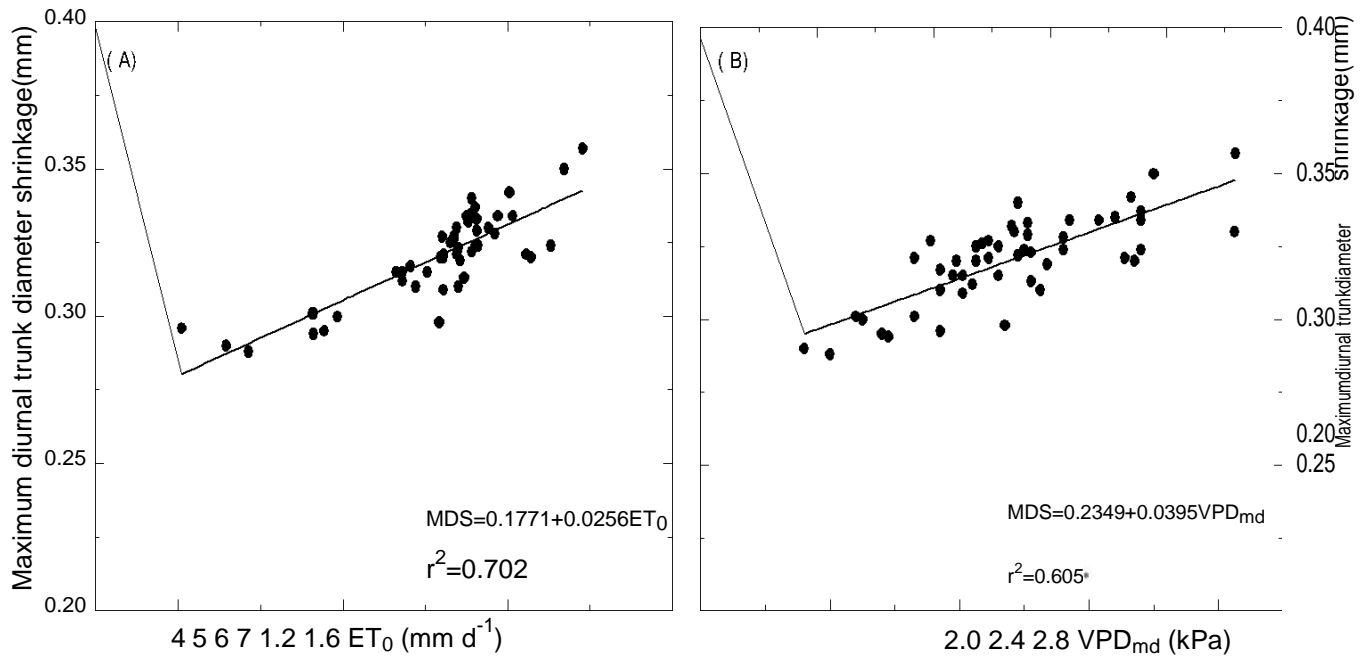 0.40
0.35
0.30
0.25
0.20
Maximum diurnal trunk diameter shrinkage(mm)
( A)
MDS=0.1771+0.0256ET0
r2=0.702
4 5 6 7 1.2 1.6 ET0 (mm d-1)
( B)
MDS=0.2349+0.0395VPDmd
r2=0.605*
2.0 2.4 2.8 VPDmd (kPa)
0.40
0.35
0.30
0.20
0.25
Maximumdiurnal trunkdiameter
shrinkage(mm)